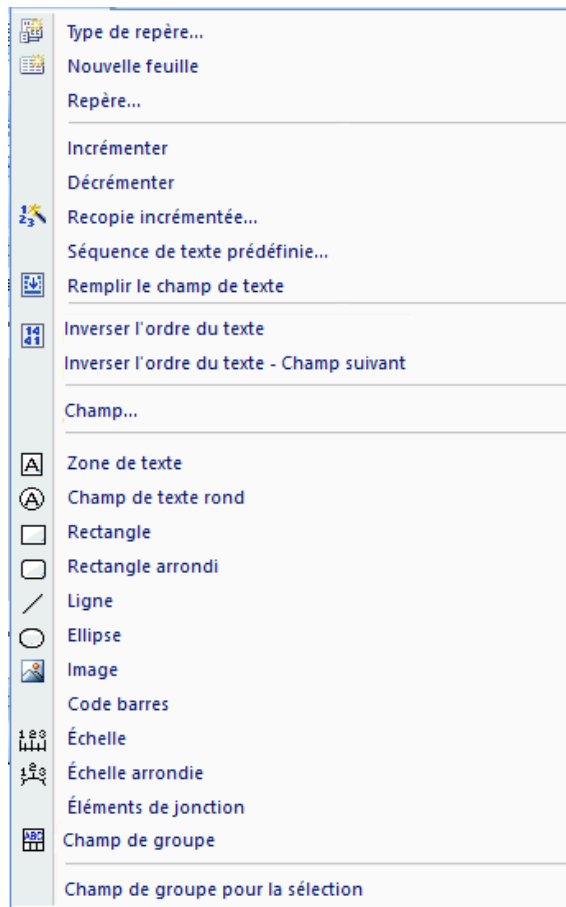 Type de repère...
Nouvelle feuille
Repère...
Incrémenter
Décrémenter
Recopie incrémentée...
Séquence de texte prédéfinie...
Remplir le champ de texte
Inverser l'ordre du texte
Inverser l'ordre du texte - Champ suivant
Champ...
Zone de texte
Champ de texte rond
Rectangle
Rectangle arrondi
Ligne
Ellipse
Image
Code barres
Échelle
Échelle arrondie
Éléments de jonction
Champ de groupe
Champ de groupe pour la sélection